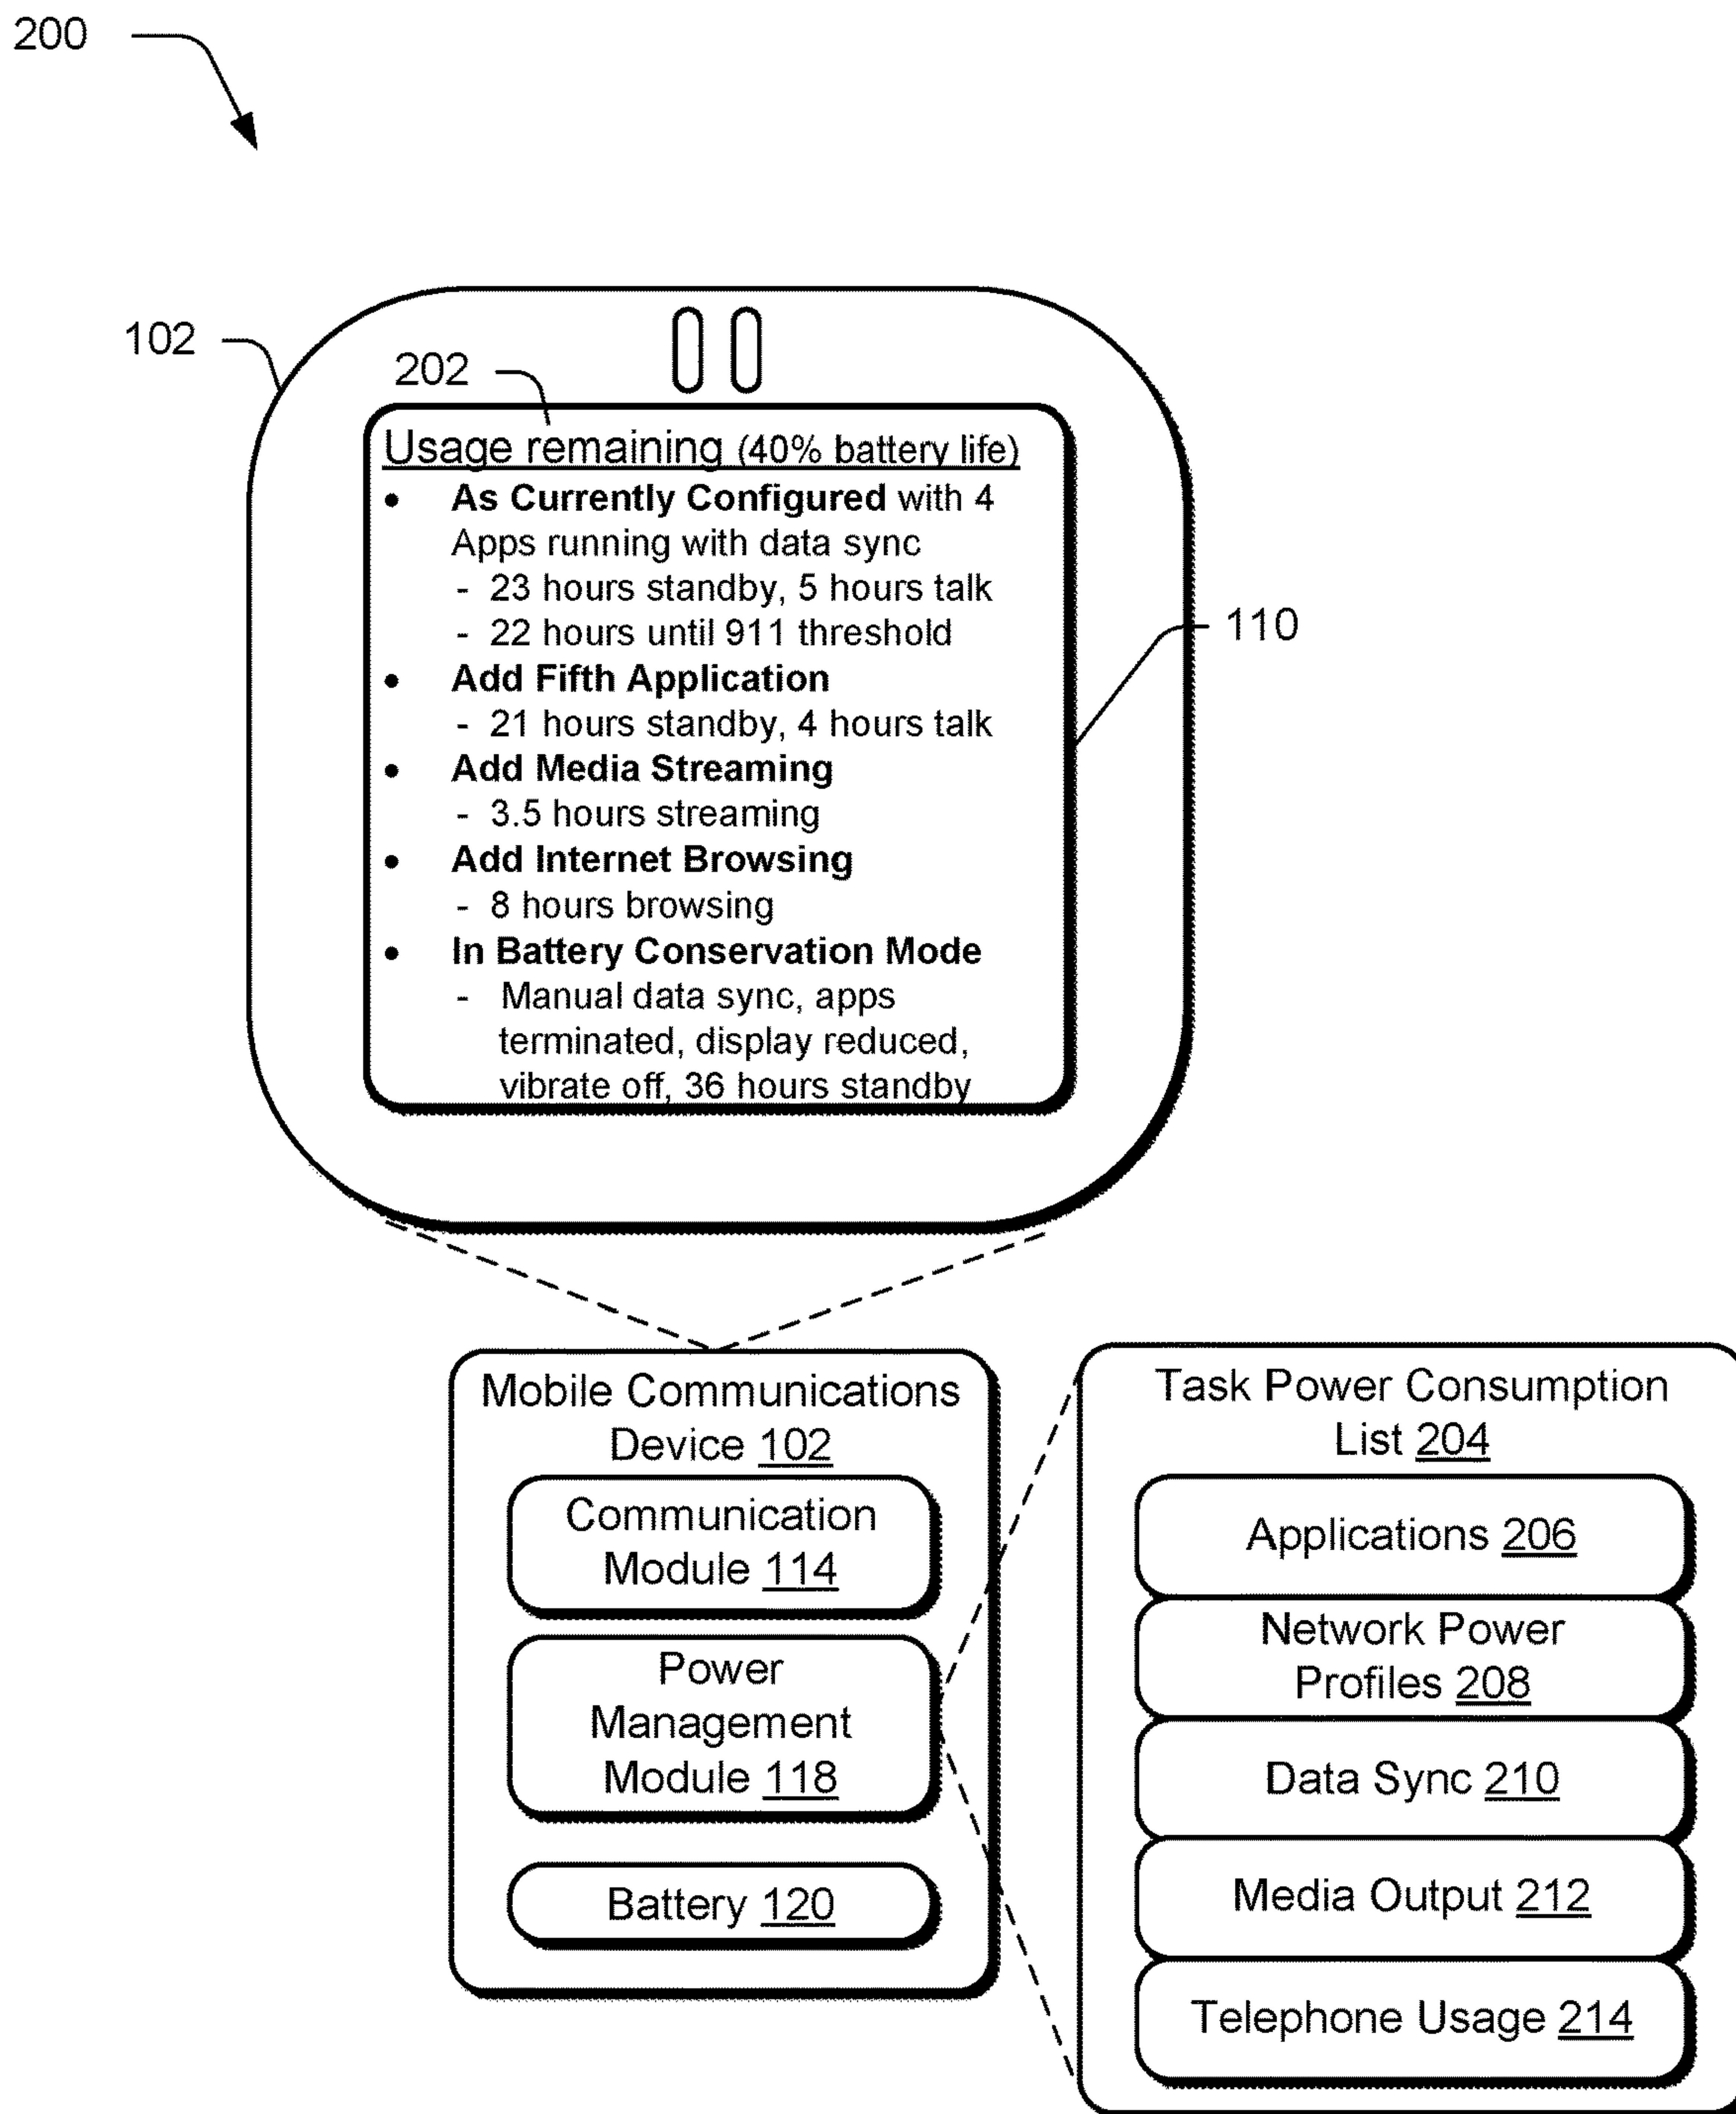 200
102
202
Usage remaining (40% battery life)
• As Currently Configured with 4
Apps running with data sync
- 23 hours standby, 5 hours talk
- 22 hours until 911 threshold
110
• Add Fifth Application
- 21 hours standby, 4 hours talk
• Add Media Streaming
- 3.5 hours streaming
• Add Internet Browsing
- 8 hours browsing
• In Battery Conservation Mode
- Manual data sync, apps
terminated, display reduced,
vibrate off, 36 hours standby
Mobile Communications
Device 102
Communication
Module 114
Power
Management
Module 118
Battery 120
Task Power Consumption
List 204
Applications 206
Network Power
Profiles 208
Data Sync 210
Media Output 212
Telephone Usage 214